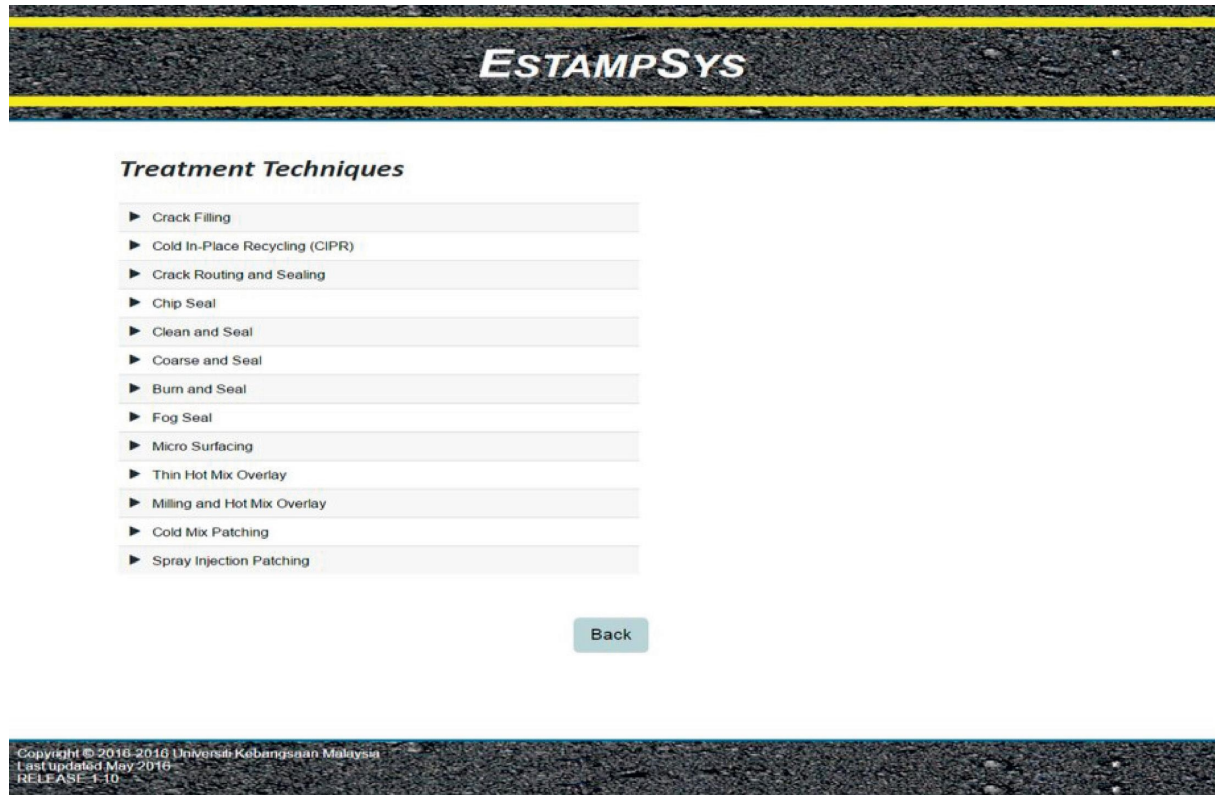 ESTAMPSYS
Treatment Techniques
Crack Filling
Cold In-Place Recycling (CIPR)
Crack Routing and Sealing
Chip Seal
Clean and Seal
Coarse and Seal
Burn and Seal
Fog Seal
Micro Surfacing
Thin Hot Mix Overlay
Milling and Hot Mix Overlay
Cold Mix Patching
Spray Injection Patching
Back
Copyright © 2016-2016 Universiti Kebangsaan Malaysia
Last updated May 2016
RELEASE 1.10